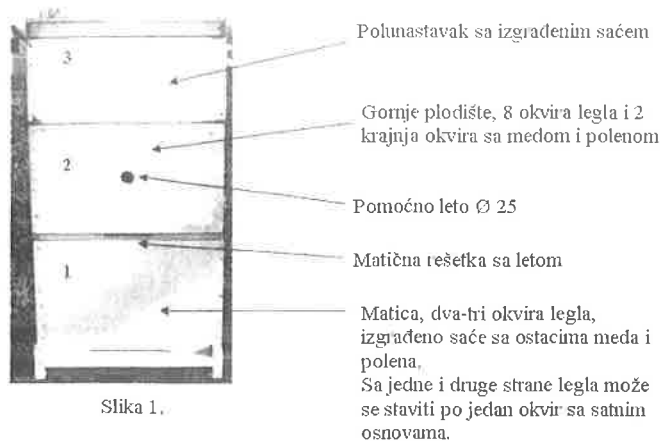 3
Polunastavak sa izgrađenim saćem
Gornje plodište, 8 okvira legla i 2
krajnja okvira sa medom i polenom
2
Pomoćno leto Ø 25
Matična rešetka sa letom
1
Matica, dva-tri okvira legla,
izgrađeno saće sa ostacima meda i
polena,
Sa jedne i druge strane legla može
se staviti po jedan okvir sa satnim
osnovama.
Slika 1.